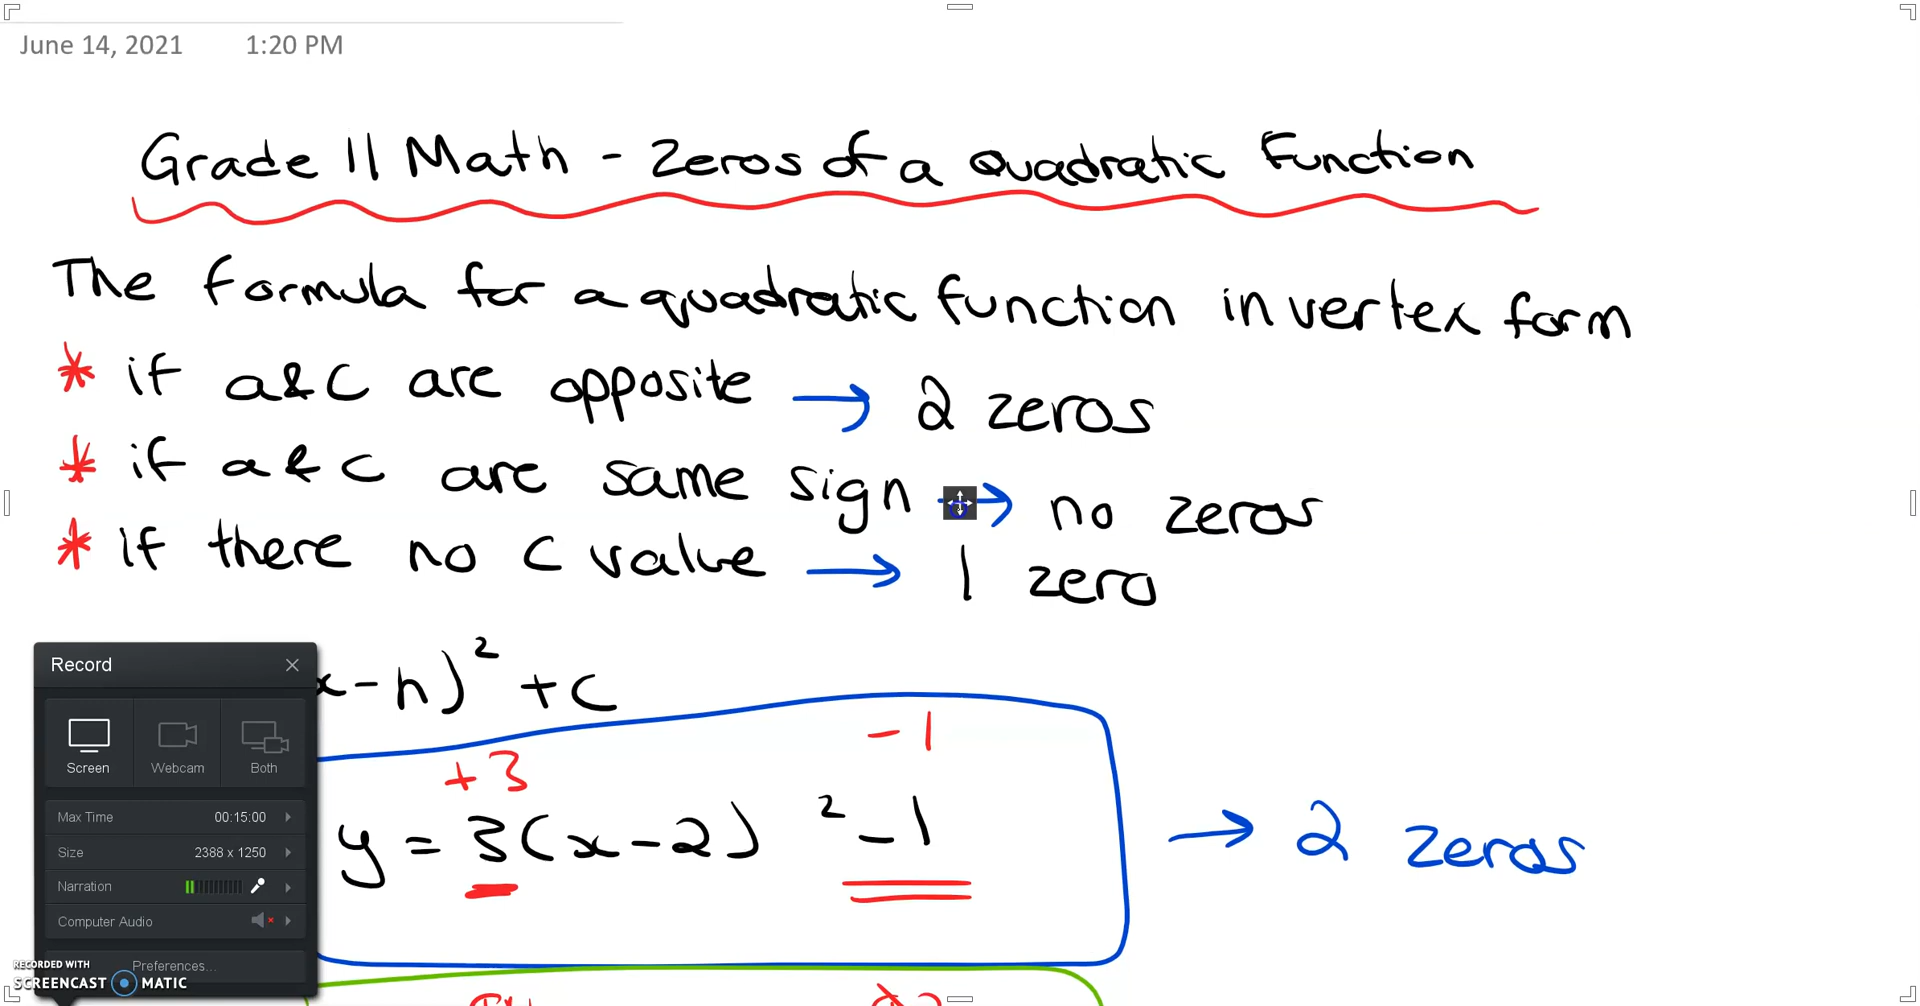 June 14, 2021 1:20 PM
Grade 11 Math - Zeros of a Quadratic Function
The formula for a quadratic function in vertex form
* if a & c are opposite → 2 zeros
* if a & c are same sign → no zeros
* If there no c value → 1 zero
x-h)² + c
+3 -1
y = 3(x-2) ² -1 → 2 zeros
Record
Screen Webcam Both
Max Time 00:15:00
Size 2388 x 1250
Narration
Computer Audio
Preferences...
RECORDED WITH
SCREENCAST MATIC